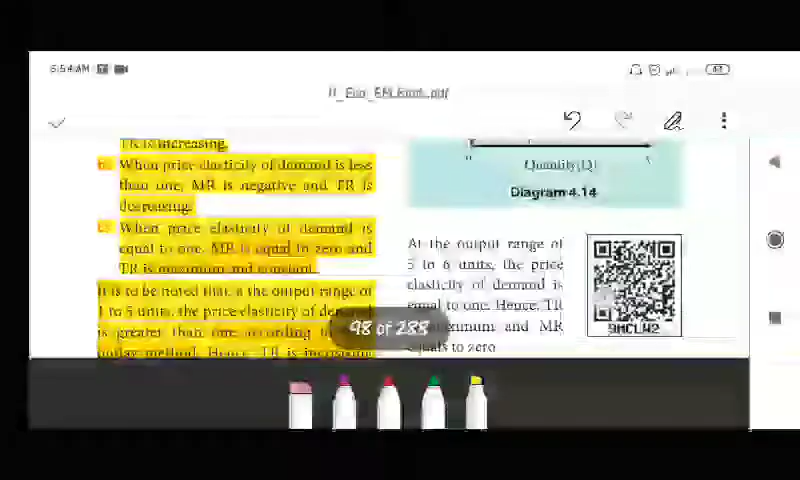 5:54 AM
11_Eco_EM Book.pdf
TR is increasing.
b. When price elasticity of demand is less
than one, MR is negative and TR is
decreasing.
c. When price elasticity of demand is
equal to one, MR is equal to zero and
TR is maximum and constant.
It is to be noted that, a the output range of
1 to 5 units, the price elasticity of demand
is greater than one according to
outlay method. Hence, TR is increasing
Quantity(Q)
Diagram 4.14
At the output range of
5 to 6 units, the price
elasticity of demand is
equal to one. Hence, TR
maximum and MR
equals to zero
98 of 288